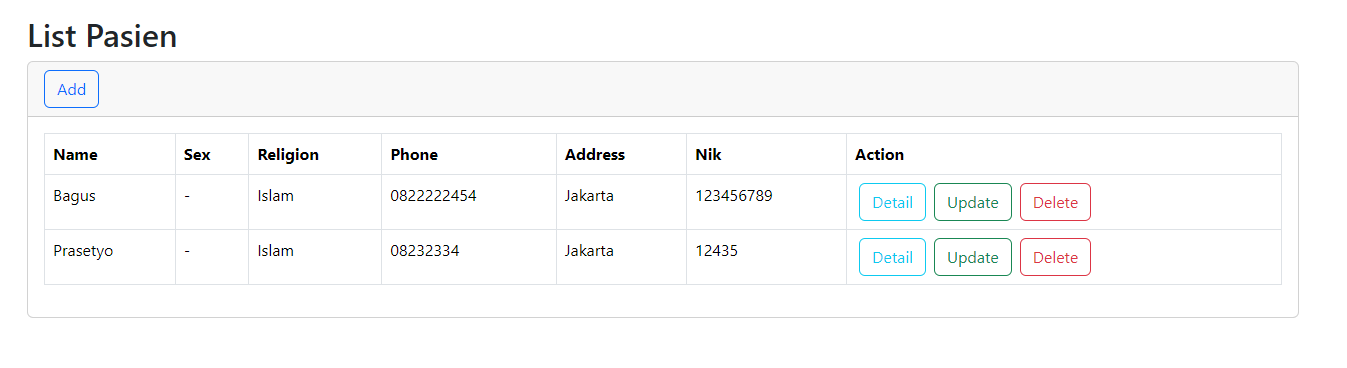 List Pasien
Add
Name Sex Religion Phone Address Nik Action
Bagus - Islam 0822222454 Jakarta 123456789 Detail Update Delete
Prasetyo - Islam 08232334 Jakarta 12435 Detail Update Delete